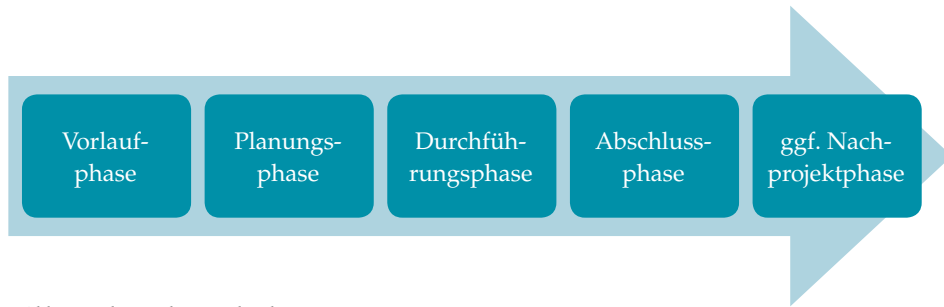 Vorlauf-
phase
Planungs-
phase
Durchfüh-
rungsphase
Abschluss-
phase
ggf. Nach-
projektphase